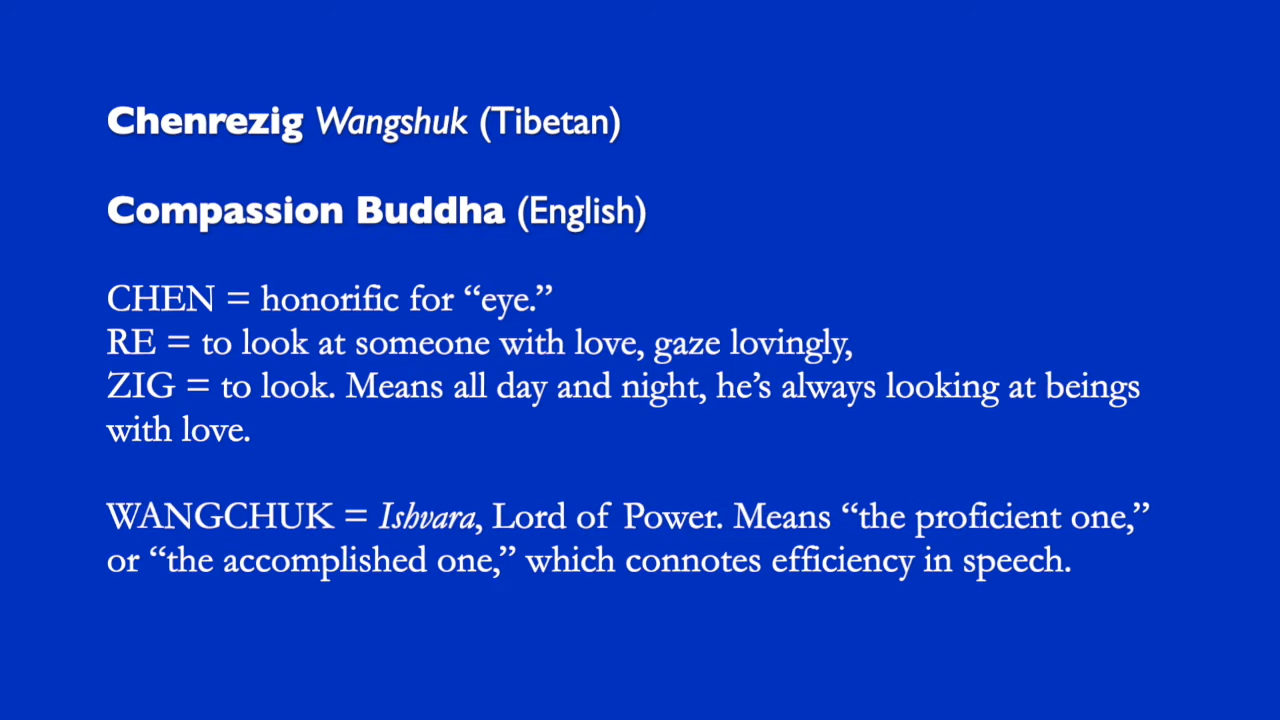 Chenrezig Wangshuk (Tibetan)
Compassion Buddha (English)
CHEN = honorific for “eye.”
RE = to look at someone with love, gaze lovingly,
ZIG = to look. Means all day and night, he’s always looking at beings
with love.
WANGCHUK = Ishvara, Lord of Power. Means “the proficient one,”
or “the accomplished one,” which connotes efficiency in speech.